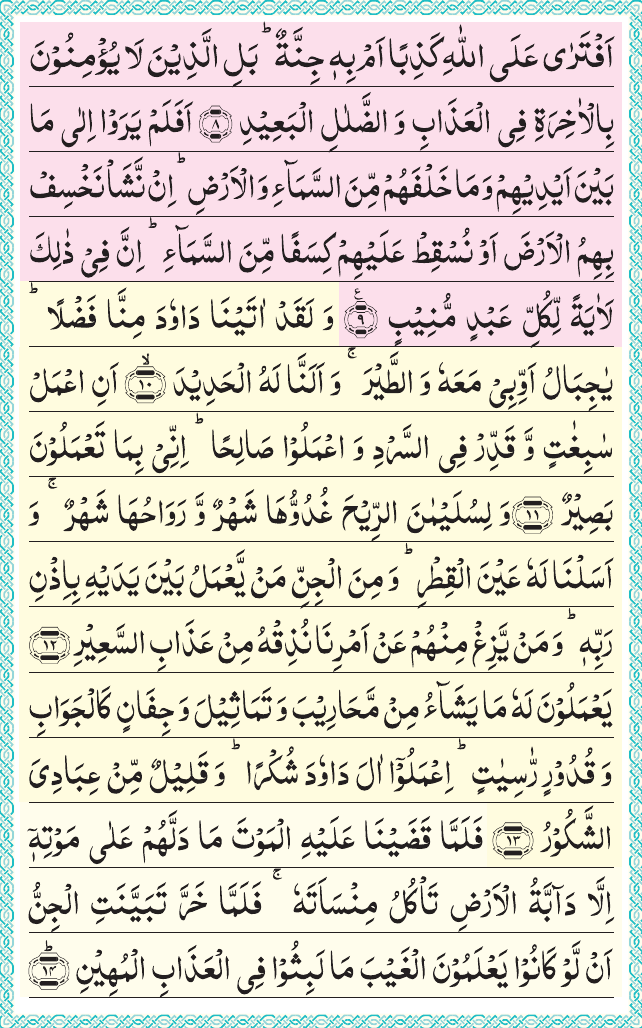 اَفْتَرٰى عَلَى اللّٰهِ كَذِبًا اَمْ بِهٖ جِنَّةٌ ؕ بَلِ الَّذِيْنَ لَا يُؤْمِنُوْنَ
بِالْاٰخِرَةِ فِى الْعَذَابِ وَ الضَّلٰلِ الْبَعِيْدِ ۝۸ اَفَلَمْ يَرَوْا اِلٰى مَا
بَيْنَ اَيْدِيْهِمْ وَ مَا خَلْفَهُمْ مِّنَ السَّمَآءِ وَ الْاَرْضِ ؕ اِنْ نَّشَاْ نَخْسِفْ
بِهِمُ الْاَرْضَ اَوْ نُسْقِطْ عَلَيْهِمْ كِسَفًا مِّنَ السَّمَآءِ ؕ اِنَّ فِىْ ذٰلِكَ
لَاٰيَةً لِّكُلِّ عَبْدٍ مُّنِيْبٍ ۝۹ۧ وَ لَقَدْ اٰتَيْنَا دَاوٗدَ مِنَّا فَضْلًا ؕ
يٰجِبَالُ اَوِّبِىْ مَعَهٗ وَ الطَّيْرَ ۚ وَ اَلَنَّا لَهُ الْحَدِيْدَ ۝۱۰ۙ اَنِ اعْمَلْ
سٰبِغٰتٍ وَّ قَدِّرْ فِى السَّرْدِ وَ اعْمَلُوْا صَالِحًا ؕ اِنِّىْ بِمَا تَعْمَلُوْنَ
بَصِيْرٌ ۝۱۱ وَ لِسُلَيْمٰنَ الرِّيْحَ غُدُوُّهَا شَهْرٌ وَّ رَوَاحُهَا شَهْرٌ ۚ وَ
اَسَلْنَا لَهٗ عَيْنَ الْقِطْرِ ؕ وَ مِنَ الْجِنِّ مَنْ يَّعْمَلُ بَيْنَ يَدَيْهِ بِاِذْنِ
رَبِّهٖ ؕ وَ مَنْ يَّزِغْ مِنْهُمْ عَنْ اَمْرِنَا نُذِقْهُ مِنْ عَذَابِ السَّعِيْرِ ۝۱۲
يَعْمَلُوْنَ لَهٗ مَا يَشَآءُ مِنْ مَّحَارِيْبَ وَ تَمَاثِيْلَ وَ جِفَانٍ كَالْجَوَابِ
وَ قُدُوْرٍ رّٰسِيٰتٍ ؕ اِعْمَلُوْۤا اٰلَ دَاوٗدَ شُكْرًا ؕ وَ قَلِيْلٌ مِّنْ عِبَادِىَ
الشَّكُوْرُ ۝۱۳ فَلَمَّا قَضَيْنَا عَلَيْهِ الْمَوْتَ مَا دَلَّهُمْ عَلٰى مَوْتِهٖۤ
اِلَّا دَآبَّةُ الْاَرْضِ تَاْكُلُ مِنْسَاَتَهٗ ۚ فَلَمَّا خَرَّ تَبَيَّنَتِ الْجِنُّ
اَنْ لَّوْ كَانُوْا يَعْلَمُوْنَ الْغَيْبَ مَا لَبِثُوْا فِى الْعَذَابِ الْمُهِيْنِ ۝۱۴ؕ